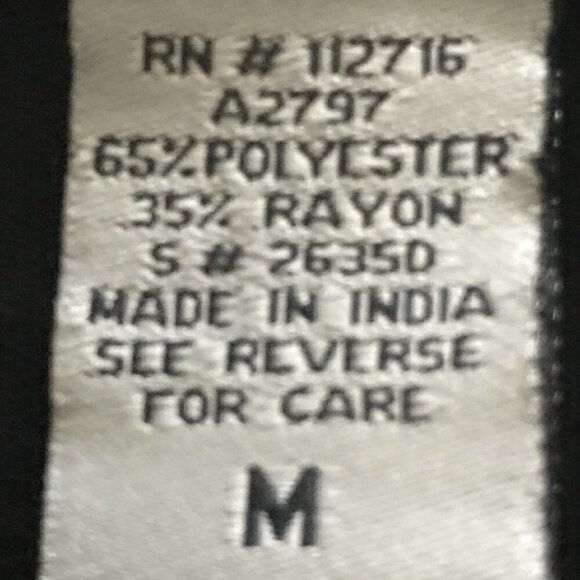 RN # 112716
A2797
65% POLYESTER
35% RAYON
S # 2635D
MADE IN INDIA
SEE REVERSE
FOR CARE
M